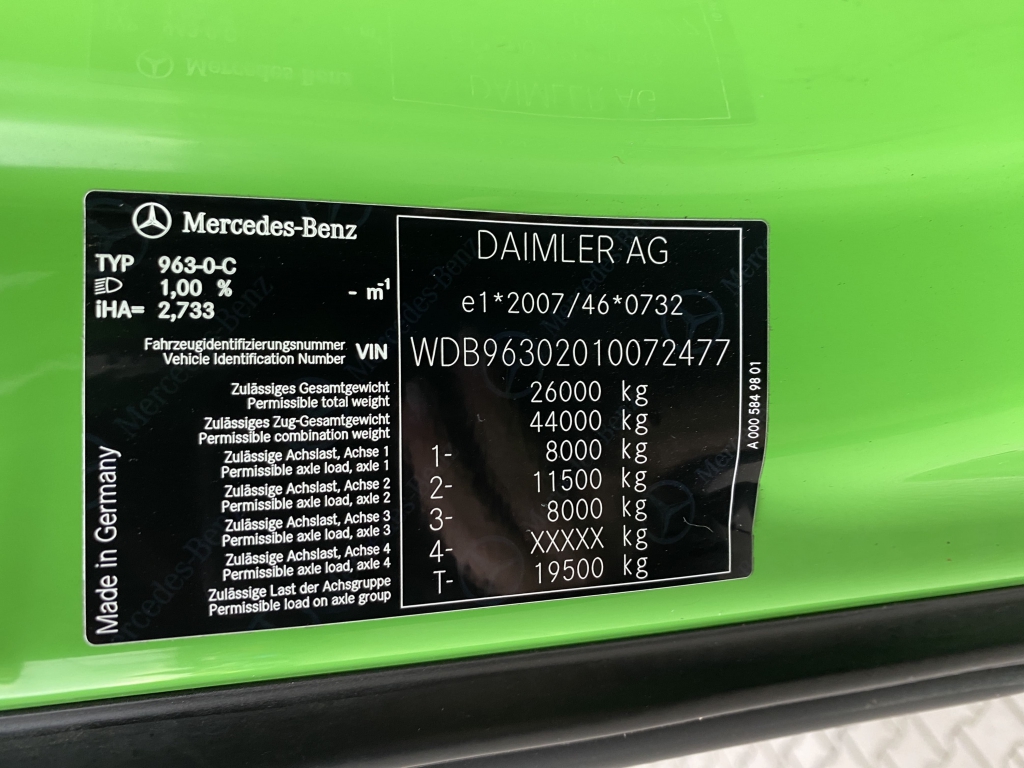 Mercedes-Benz
TYP 963-0-C
1,00 % - m-1
iHA= 2,733
Fahrzeugidentifizierungsnummer
Vehicle Identification Number VIN
Zulässiges Gesamtgewicht
Permissible total weight
Zulässiges Zug-Gesamtgewicht
Permissible combination weight
Zulässige Achslast, Achse 1
Permissible axle load, axle 1
Zulässige Achslast, Achse 2
Permissible axle load, axle 2
Zulässige Achslast, Achse 3
Permissible axle load, axle 3
Zulässige Achslast, Achse 4
Permissible axle load, axle 4
Zulässige Last der Achsgruppe
Permissible load on axle group
DAIMLER AG
e1*2007/46*0732
WDB96302010072477
26000 kg
44000 kg
1- 8000 kg
2- 11500 kg
3- 8000 kg
4- XXXXX kg
T- 19500 kg
Made in Germany
A 000 584 98 01